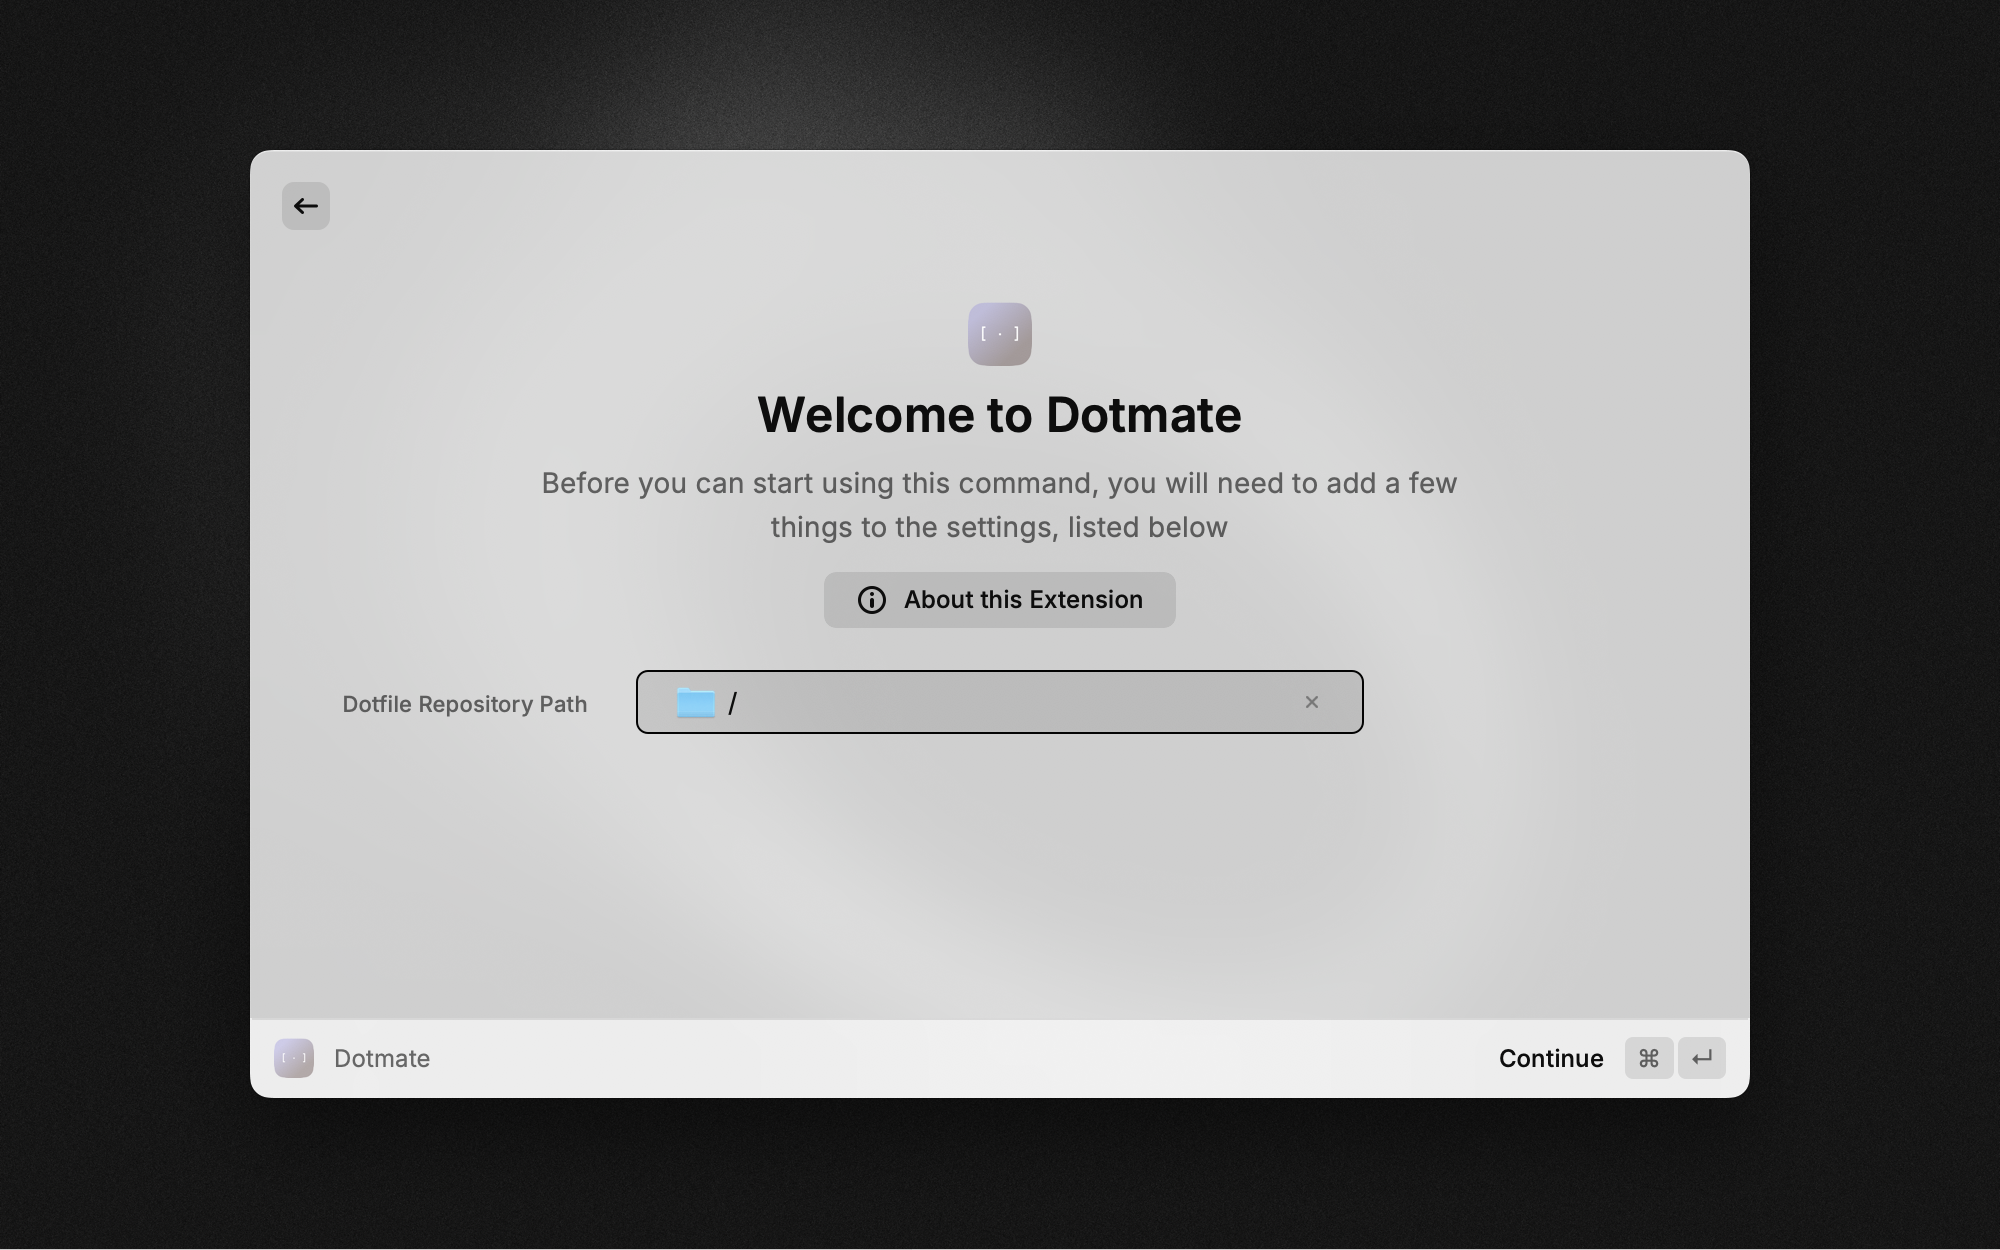 [ · ]
Welcome to Dotmate
Before you can start using this command, you will need to add a few
things to the settings, listed below
About this Extension
Dotfile Repository Path
/
[ · ] Dotmate
Continue ⌘ ↵